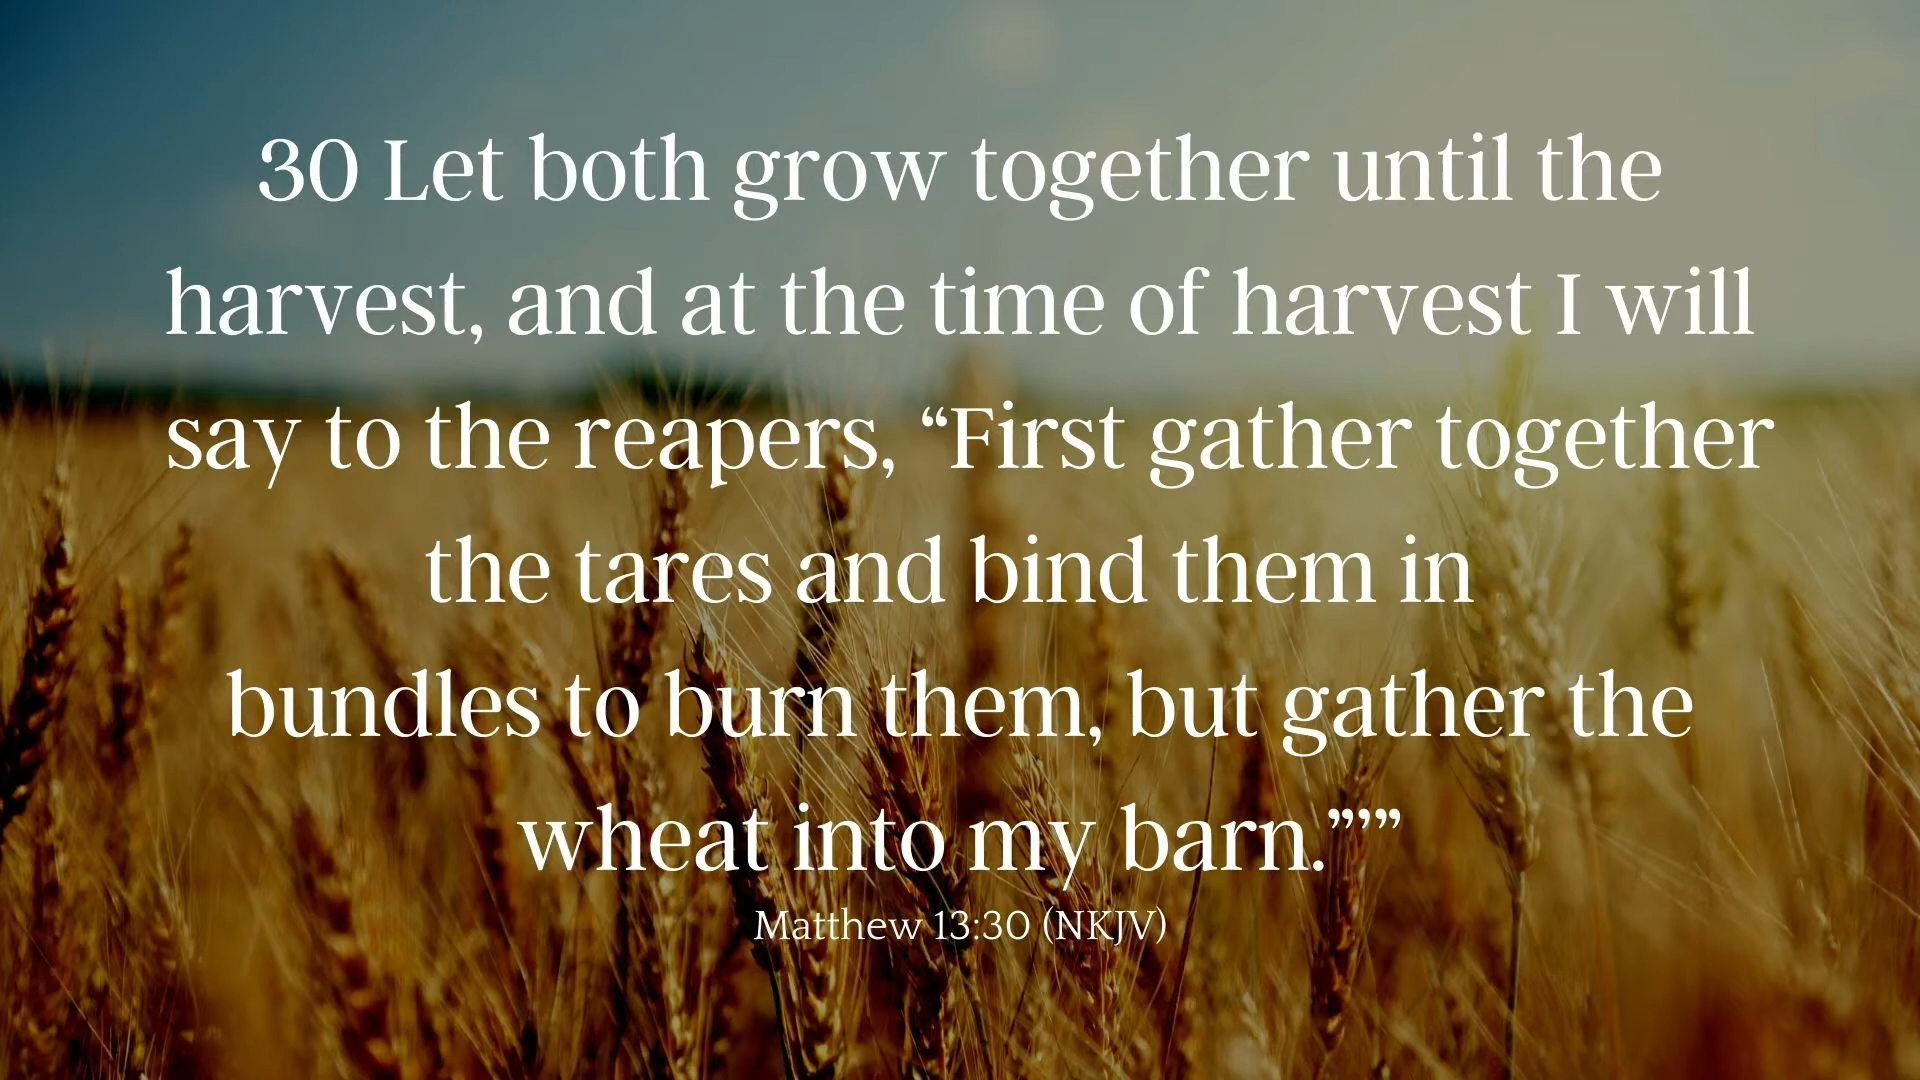 30 Let both grow together until the
harvest, and at the time of harvest I will
say to the reapers, “First gather together
the tares and bind them in
bundles to burn them, but gather the
wheat into my barn.”’”
Matthew 13:30 (NKJV)